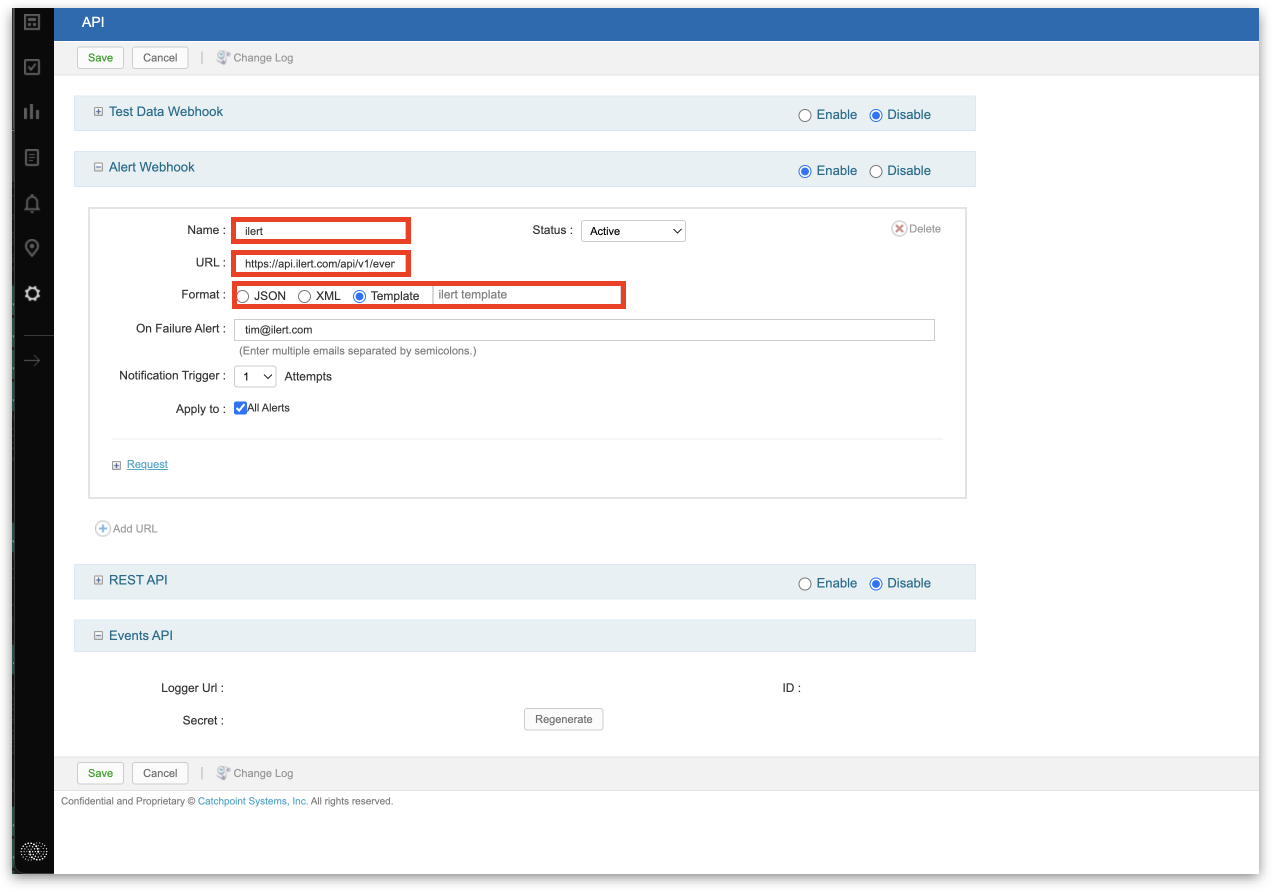 API
Save Cancel | Change Log
Test Data Webhook Enable Disable
Alert Webhook Enable Disable
Name : ilert Status : Active Delete
URL : https://api.ilert.com/api/v1/ever
Format : JSON XML Template ilert template
On Failure Alert : tim@ilert.com
(Enter multiple emails separated by semicolons.)
Notification Trigger : 1 Attempts
Apply to : All Alerts
Request
Add URL
REST API Enable Disable
Events API
Logger Url : ID :
Secret : Regenerate
Save Cancel | Change Log
Confidential and Proprietary © Catchpoint Systems, Inc. All rights reserved.